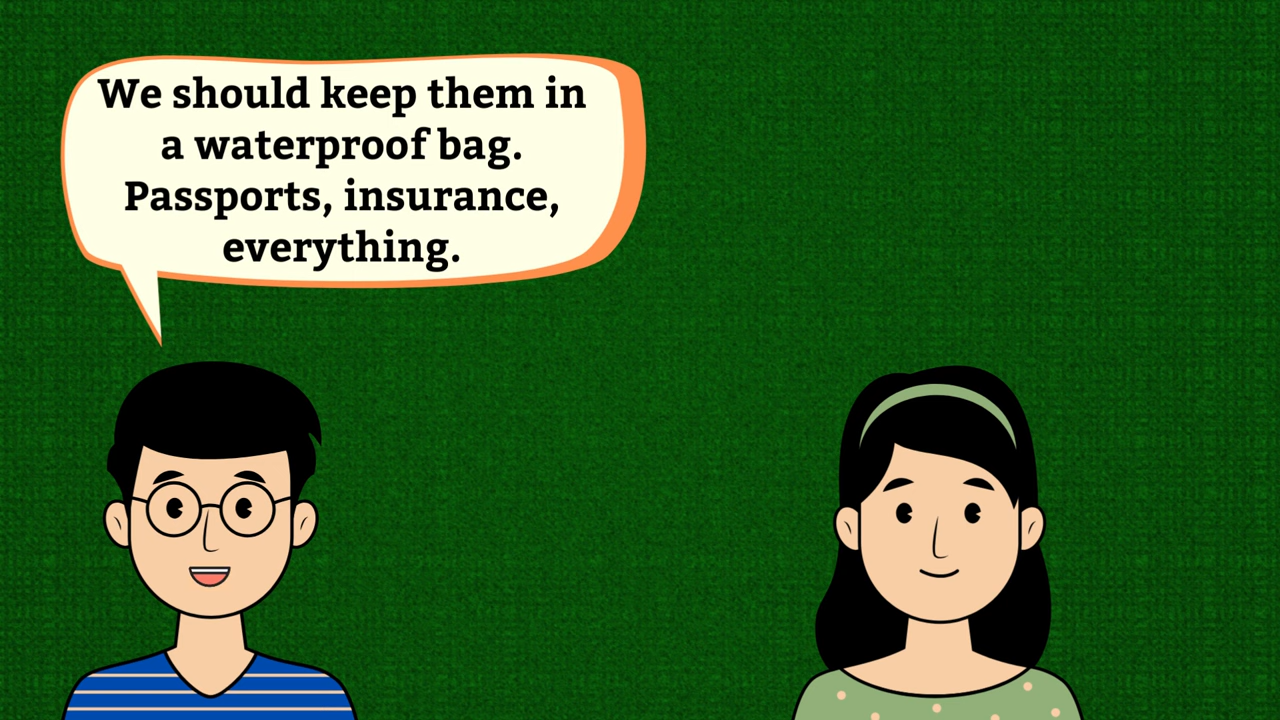 We should keep them in
a waterproof bag.
Passports, insurance,
everything.